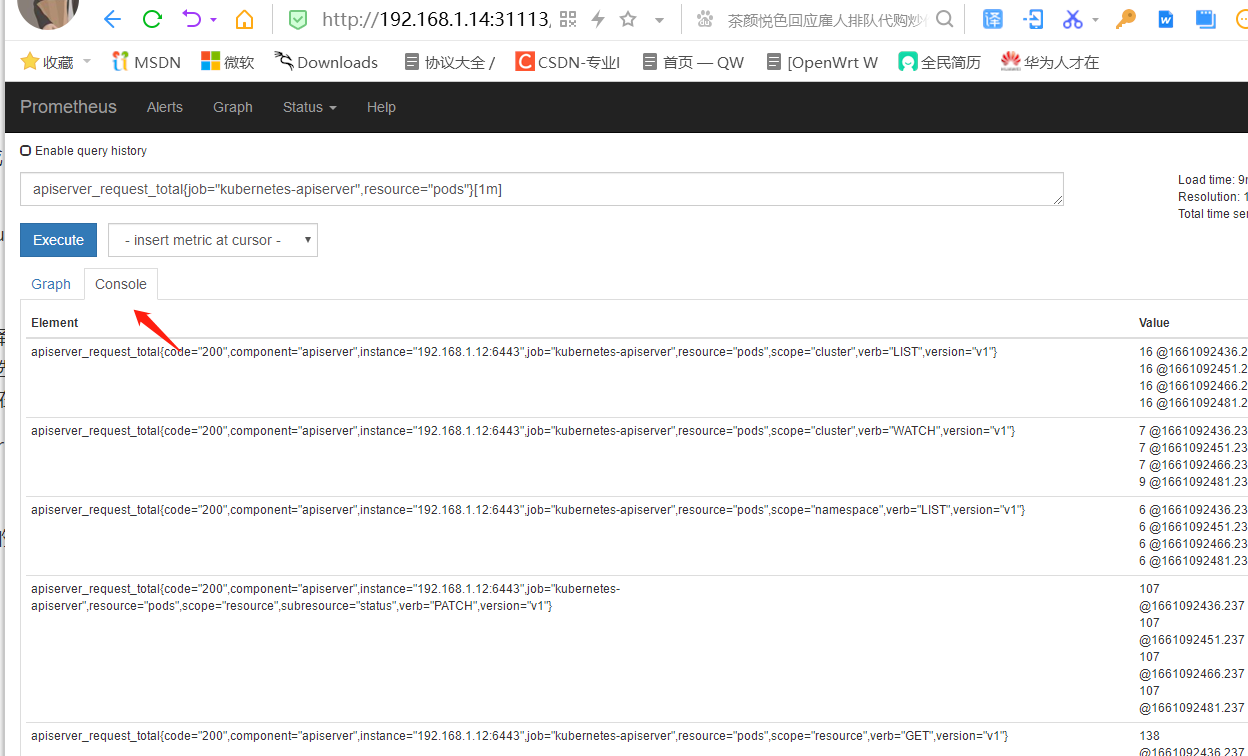 http://192.168.1.14:31113
茶颜悦色回应雇人排队代购炒
译
W
收藏 MSDN 微软 Downloads 协议大全 / CSDN-专业I 首页 — QW [OpenWrt W 全民简历 华为人才在
Prometheus Alerts Graph Status Help
Enable query history
apiserver_request_total{job="kubernetes-apiserver",resource="pods"}[1m]
Load time: 9
Resolution: 1
Total time ser
Execute - insert metric at cursor -
Graph Console
Element Value
apiserver_request_total{code="200",component="apiserver",instance="192.168.1.12:6443",job="kubernetes-apiserver",resource="pods",scope="cluster",verb="LIST",version="v1"}
16 @1661092436.2
16 @1661092451.2
16 @1661092466.2
16 @1661092481.2
apiserver_request_total{code="200",component="apiserver",instance="192.168.1.12:6443",job="kubernetes-apiserver",resource="pods",scope="cluster",verb="WATCH",version="v1"}
7 @1661092436.23
7 @1661092451.23
7 @1661092466.23
9 @1661092481.23
apiserver_request_total{code="200",component="apiserver",instance="192.168.1.12:6443",job="kubernetes-apiserver",resource="pods",scope="namespace",verb="LIST",version="v1"}
6 @1661092436.23
6 @1661092451.23
6 @1661092466.23
6 @1661092481.23
apiserver_request_total{code="200",component="apiserver",instance="192.168.1.12:6443",job="kubernetes-
apiserver",resource="pods",scope="resource",subresource="status",verb="PATCH",version="v1"}
107
@1661092436.237
107
@1661092451.237
107
@1661092466.237
107
@1661092481.237
apiserver_request_total{code="200",component="apiserver",instance="192.168.1.12:6443",job="kubernetes-apiserver",resource="pods",scope="resource",verb="GET",version="v1"}
138
@1661092436.237